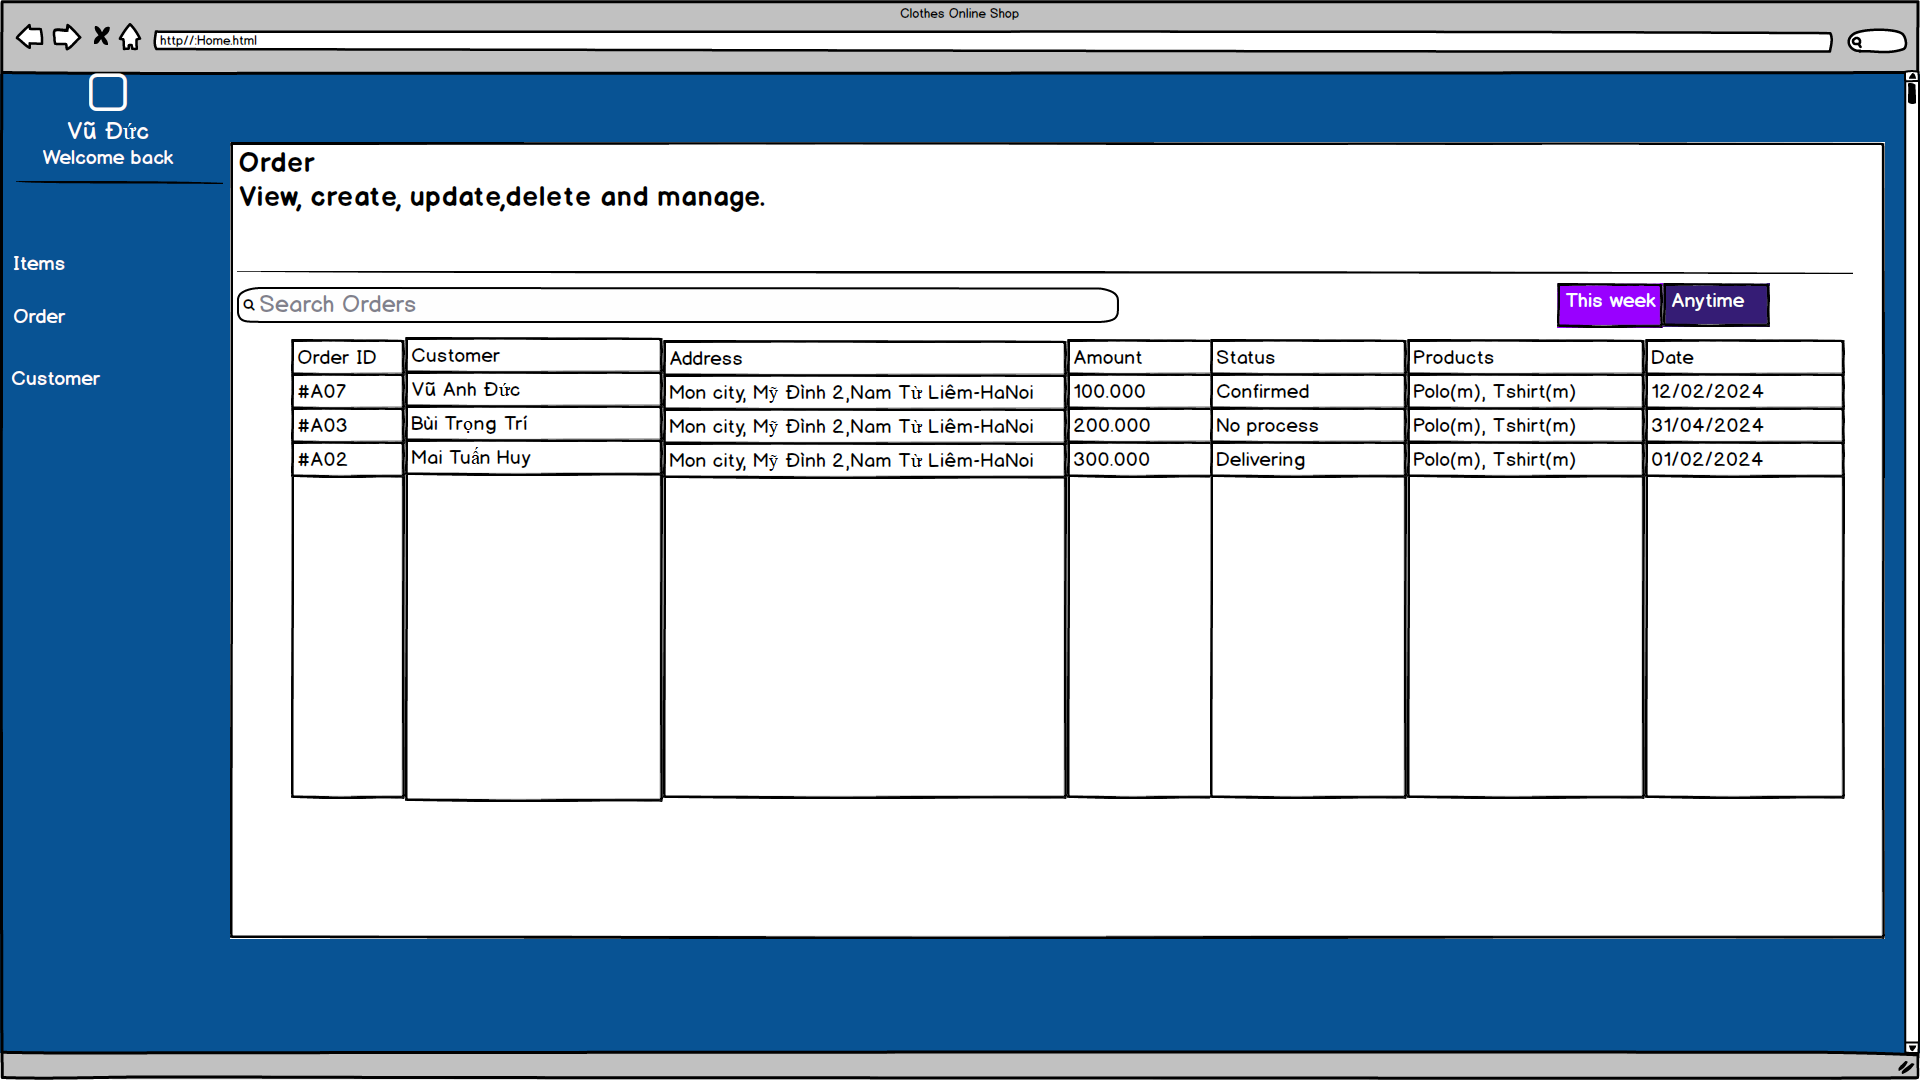 Clothes Online Shop
http//:Home.html
Vũ Đức
Welcome back
Items
Order
Customer
Order
View, create, update,delete and manage.
Search Orders
This week Anytime
Order ID Customer Address Amount Status Products Date
#A07 Vũ Anh Đức Mon city, Mỹ Đình 2,Nam Từ Liêm-HaNoi 100.000 Confirmed Polo(m), Tshirt(m) 12/02/2024
#A03 Bùi Trọng Trí Mon city, Mỹ Đình 2,Nam Từ Liêm-HaNoi 200.000 No process Polo(m), Tshirt(m) 31/04/2024
#A02 Mai Tuấn Huy Mon city, Mỹ Đình 2,Nam Từ Liêm-HaNoi 300.000 Delivering Polo(m), Tshirt(m) 01/02/2024